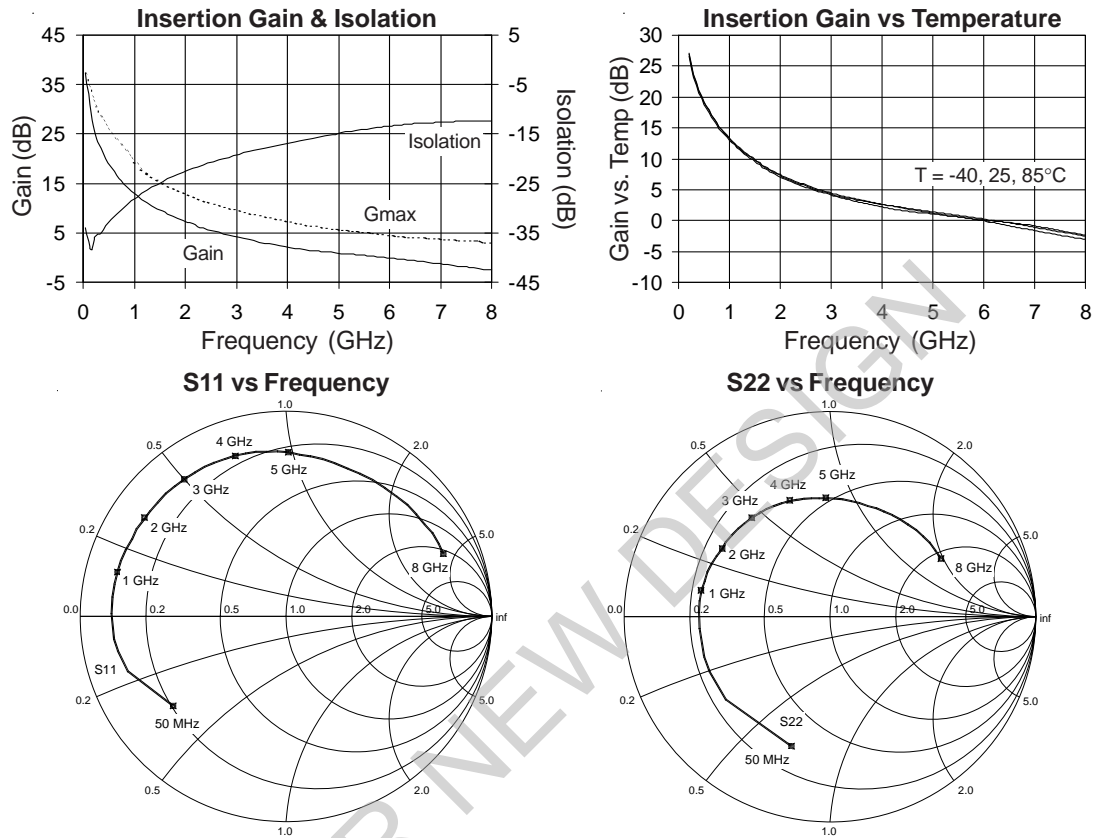 Insertion Gain & Isolation
45
35
25
15
5
-5
5
-5
-15
-25
-35
-45
Gain (dB)
Isolation (dB)
Isolation
Gmax
Gain
0 1 2 3 4 5 6 7 8
Frequency (GHz)
Insertion Gain vs Temperature
30
25
20
15
10
5
0
-5
-10
Gain vs. Temp (dB)
T = -40, 25, 85°C
0 1 2 3 4 5 6 7 8
Frequency (GHz)
S11 vs Frequency
1.0
0.5 2.0
4 GHz
5 GHz
3 GHz
0.2 5.0
2 GHz
8 GHz
1 GHz
0.0 0.2 0.5 1.0 2.0 5.0 inf
S11
0.2 5.0
50 MHz
0.5 2.0
1.0
S22 vs Frequency
1.0
0.5 2.0
5 GHz
4 GHz
3 GHz
0.2 5.0
2 GHz
8 GHz
1 GHz
0.0 0.2 0.5 1.0 2.0 5.0 inf
0.2 5.0
S22
50 MHz
0.5 2.0
1.0
R NEW DESIGN